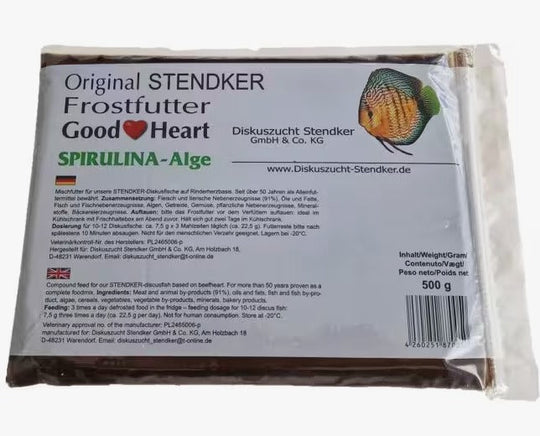 Original STENDKER
Frostfutter
Good Heart
SPIRULINA-Alge
Diskuszucht Stendker
GmbH & Co. KG
www.Diskuszucht-Stendker.de
Mischfutter für unsere STENDKER-Diskusfische auf Rinderherzbasis. Seit über 50 Jahren als Alleinfut-
termittel bewährt. Zusammensetzung: Fleisch und tierische Nebenerzeugnisse (91%), Öle und Fette,
Fisch und Fischnebenerzeugnisse, Algen, Getreide, Gemüse, pflanzliche Nebenerzeugnisse, Mineral-
stoffe, Bäckereierzeugnisse. Auftauen: bitte das Frostfutter vor dem Verfüttern auftauen: ideal im
Kühlschrank mit Frischhaltebox am Abend zuvor. Hält sich gut zwei Tage im Kühlschrank.
Dosierung für 10-12 Diskusfische: ca. 7,5 g x 3 Mahlzeiten täglich (ca. 22,5 g). Futterreste bitte nach
spätestens 10 Minuten absaugen. Nicht für den menschlichen Verzehr geeignet, Lagern bei -20°C.
Veterinärkontroll-Nr. des Herstellers: PL2465006-p
Hergestellt für: Diskuszucht Stendker GmbH & Co. KG, Am Holzbach 18,
D-48231 Warendorf, Email: diskuszucht_stendker@t-online.de
Compound feed for our STENDKER-discusfish based on beefheart. For more than 50 years proven as a
complete foodmix. Ingredients: Meat and animal by-products (91%), oils and fats, fish and fish by-pro-
duct, algae, cereals, vegetables, vegetable by-products, minerals, bakery products.
Feeding: 3 times a day defrosted food in the fridge – feeding dosage for 10-12 discus fish:
7,5 g three times a day (ca. 22,5 g per day). Not for human consumption. Store at -20°C.
Veterinary approval no. of the manufacturer: PL2465006-p
manufactured for: Diskuszucht Stendker GmbH & Co. KG, Am Holzbach 18
D-48231 Warendorf. Email: diskuszucht_stendker@t-online.de
Inhalt/Weight/Gram/
Contenuto/Vægt/
Peso neto/Poids net
500 g